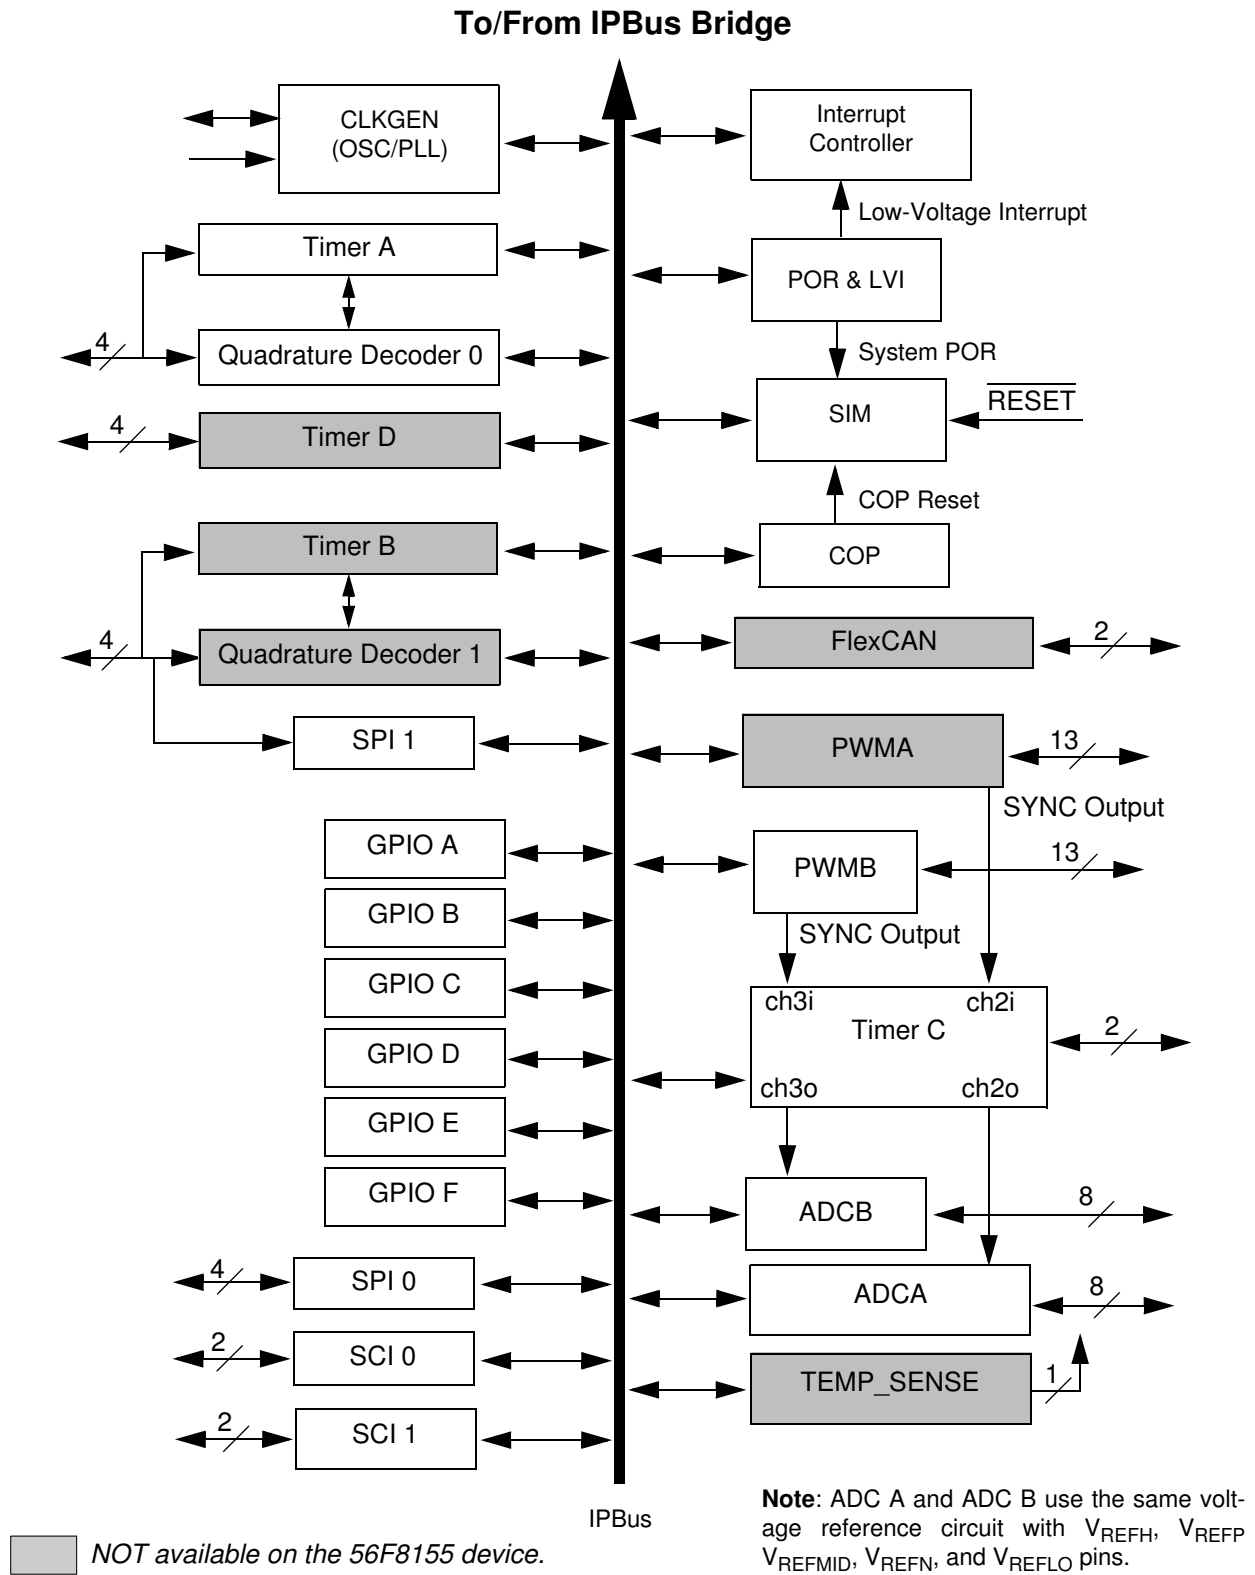 To/From IPBus Bridge
CLKGEN
(OSC/PLL)
Interrupt
Controller
Low-Voltage Interrupt
Timer A
POR & LVI
4
Quadrature Decoder 0
System POR
RESET
SIM
4
Timer D
COP Reset
Timer B
COP
4
Quadrature Decoder 1
FlexCAN
2
SPI 1
PWMA
13
SYNC Output
GPIO A
PWMB
13
GPIO B
SYNC Output
GPIO C
ch3i
ch2i
Timer C
2
GPIO D
ch3o
ch2o
GPIO E
GPIO F
ADCB
8
4
SPI 0
ADCA
8
2
SCI 0
TEMP_SENSE
1
2
SCI 1
IPBus
Note: ADC A and ADC B use the same volt-
age reference circuit with VREFH, VREFP
VREFMID, VREFN, and VREFLO pins.
NOT available on the 56F8155 device.